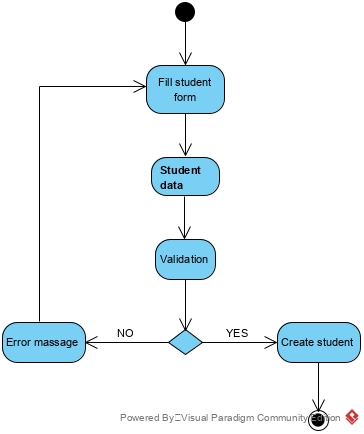 Fill student
form
Student
data
Validation
NO
YES
Error massage
Create student
Powered By Visual Paradigm Community Edition